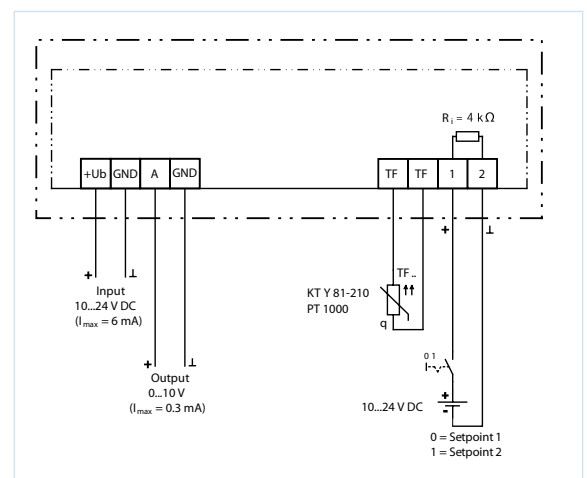 R i = 4 k Ω
+Ub GND A GND
TF TF 1 2
+ ⊥
+ ⊥
Input
10...24 V DC
(I max = 6 mA)
TF ..
KT Y 81-210
PT 1000
q
+ ⊥
Output
0...10 V
(I max = 0.3 mA)
0 1
+
10...24 V DC
-
0 = Setpoint 1
1 = Setpoint 2